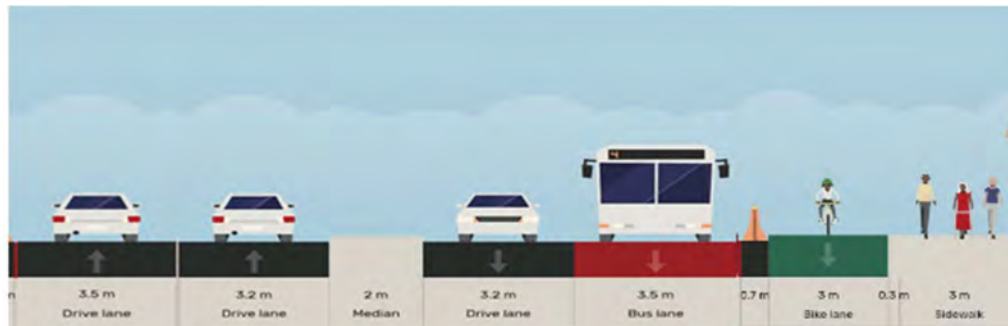 4
m
3.5 m
Drive lane
3.2 m
Drive lane
2 m
Median
3.2 m
Drive lane
3.5 m
Bus lane
0.7 m
3 m
Bike lane
0.3 m
3 m
Sidewalk